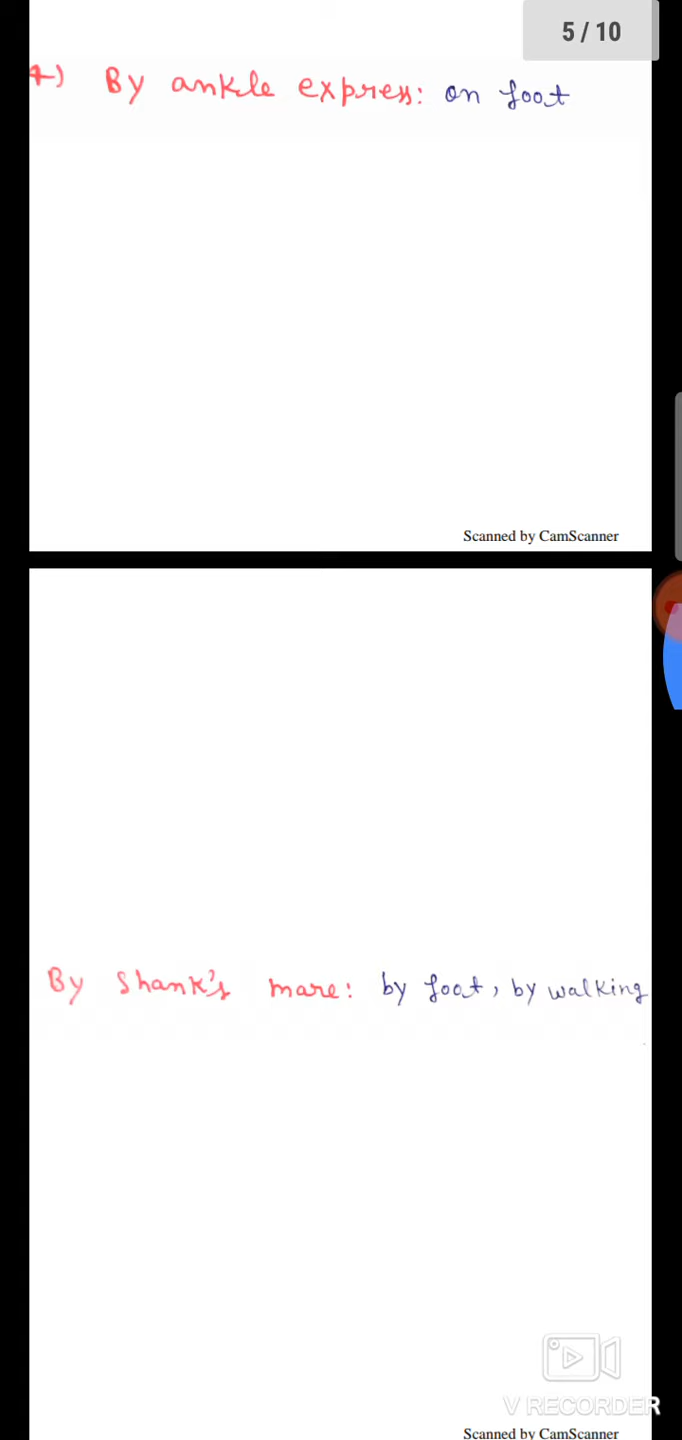 5 / 10
7) By ankle express: on foot
Scanned by CamScanner
By Shank's mare: by foot, by walking
V RECORDER
Scanned by CamScanner